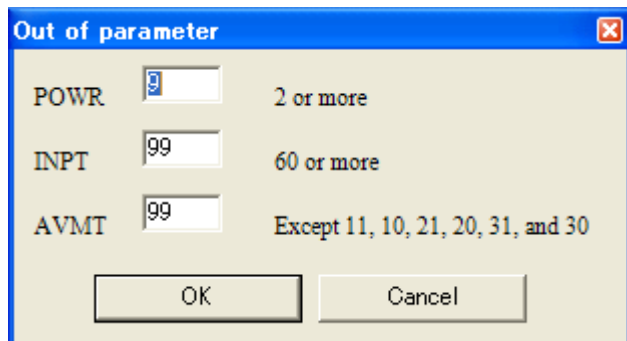 Out of parameter
POWR 9 2 or more
INPT 99 60 or more
AVMT 99 Except 11, 10, 21, 20, 31, and 30
OK Cancel